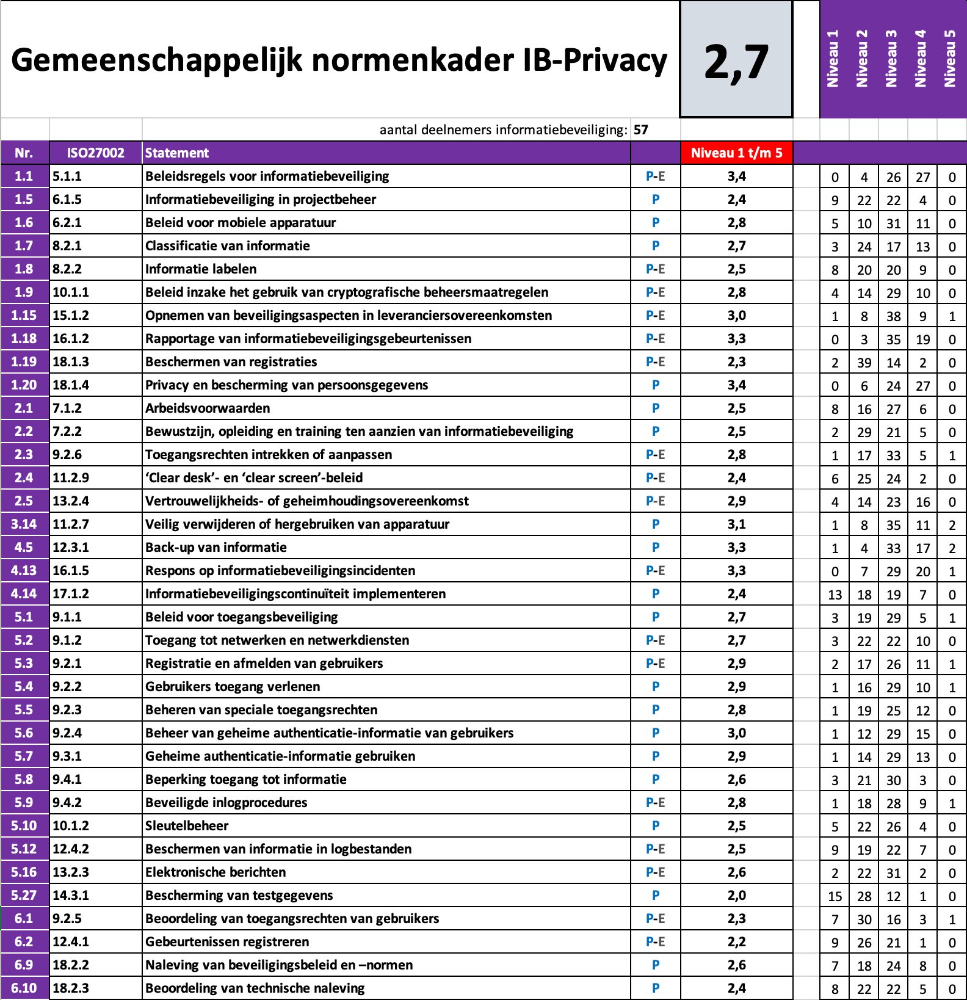 Gemeenschappelijk normenkader IB-Privacy 2,7 Niveau 1 Niveau 2 Niveau 3 Niveau 4 Niveau 5
aantal deelnemers informatiebeveiliging: 57
Nr. ISO27002 Statement Niveau 1 t/m 5
1.1 5.1.1 Beleidsregels voor informatiebeveiliging P-E 3,4 0 4 26 27 0
1.5 6.1.5 Informatiebeveiliging in projectbeheer P 2,4 9 22 22 4 0
1.6 6.2.1 Beleid voor mobiele apparatuur P 2,8 5 10 31 11 0
1.7 8.2.1 Classificatie van informatie P 2,7 3 24 17 13 0
1.8 8.2.2 Informatie labelen P-E 2,5 8 20 20 9 0
1.9 10.1.1 Beleid inzake het gebruik van cryptografische beheersmaatregelen P-E 2,8 4 14 29 10 0
1.15 15.1.2 Opnemen van beveiligingsaspecten in leveranciersovereenkomsten P-E 3,0 1 8 38 9 1
1.18 16.1.2 Rapportage van informatiebeveiligingsgebeurtenissen P-E 3,3 0 3 35 19 0
1.19 18.1.3 Beschermen van registraties P-E 2,3 2 39 14 2 0
1.20 18.1.4 Privacy en bescherming van persoonsgegevens P 3,4 0 6 24 27 0
2.1 7.1.2 Arbeidsvoorwaarden P 2,5 8 16 27 6 0
2.2 7.2.2 Bewustzijn, opleiding en training ten aanzien van informatiebeveiliging P 2,5 2 29 21 5 0
2.3 9.2.6 Toegangsrechten intrekken of aanpassen P-E 2,8 1 17 33 5 1
2.4 11.2.9 ‘Clear desk’- en ‘clear screen’-beleid P-E 2,4 6 25 24 2 0
2.5 13.2.4 Vertrouwelijkheids- of geheimhoudingsovereenkomst P-E 2,9 4 14 23 16 0
3.14 11.2.7 Veilig verwijderen of hergebruiken van apparatuur P 3,1 1 8 35 11 2
4.5 12.3.1 Back-up van informatie P 3,3 1 4 33 17 2
4.13 16.1.5 Respons op informatiebeveiligingsincidenten P-E 3,3 0 7 29 20 1
4.14 17.1.2 Informatiebeveiligingscontinuïteit implementeren P 2,4 13 18 19 7 0
5.1 9.1.1 Beleid voor toegangsbeveiliging P 2,7 3 19 29 5 1
5.2 9.1.2 Toegang tot netwerken en netwerkdiensten P-E 2,7 3 22 22 10 0
5.3 9.2.1 Registratie en afmelden van gebruikers P-E 2,9 2 17 26 11 1
5.4 9.2.2 Gebruikers toegang verlenen P 2,9 1 16 29 10 1
5.5 9.2.3 Beheren van speciale toegangsrechten P 2,8 1 19 25 12 0
5.6 9.2.4 Beheer van geheime authenticatie-informatie van gebruikers P 3,0 1 12 29 15 0
5.7 9.3.1 Geheime authenticatie-informatie gebruiken P 2,9 1 14 29 13 0
5.8 9.4.1 Beperking toegang tot informatie P 2,6 3 21 30 3 0
5.9 9.4.2 Beveiligde inlogprocedures P-E 2,8 1 18 28 9 1
5.10 10.1.2 Sleutelbeheer P 2,5 5 22 26 4 0
5.12 12.4.2 Beschermen van informatie in logbestanden P-E 2,5 9 19 22 7 0
5.16 13.2.3 Elektronische berichten P-E 2,6 2 22 31 2 0
5.27 14.3.1 Bescherming van testgegevens P 2,0 15 28 12 1 0
6.1 9.2.5 Beoordeling van toegangsrechten van gebruikers P-E 2,3 7 30 16 3 1
6.2 12.4.1 Gebeurtenissen registreren P-E 2,2 9 26 21 1 0
6.9 18.2.2 Naleving van beveiligingsbeleid en –normen P 2,6 7 18 24 8 0
6.10 18.2.3 Beoordeling van technische naleving P 2,4 8 22 22 5 0